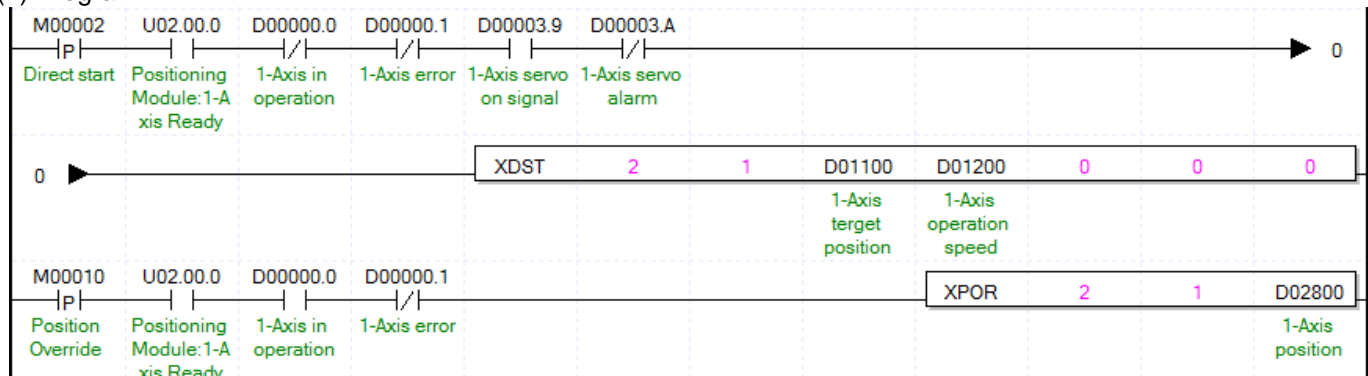 M00002 U02.00.0 D00000.0 D00000.1 D00003.9 D00003.A
P
0
Direct start Positioning 1-Axis in 1-Axis error 1-Axis servo 1-Axis servo
Module:1-A operation on signal alarm
xis Ready
0 XDST 2 1 D01100 D01200 0 0 0
1-Axis 1-Axis
terget operation
position speed
M00010 U02.00.0 D00000.0 D00000.1
P
XPOR 2 1 D02800
Position Positioning 1-Axis in 1-Axis error 1-Axis
Override Module:1-A operation position
xis Ready